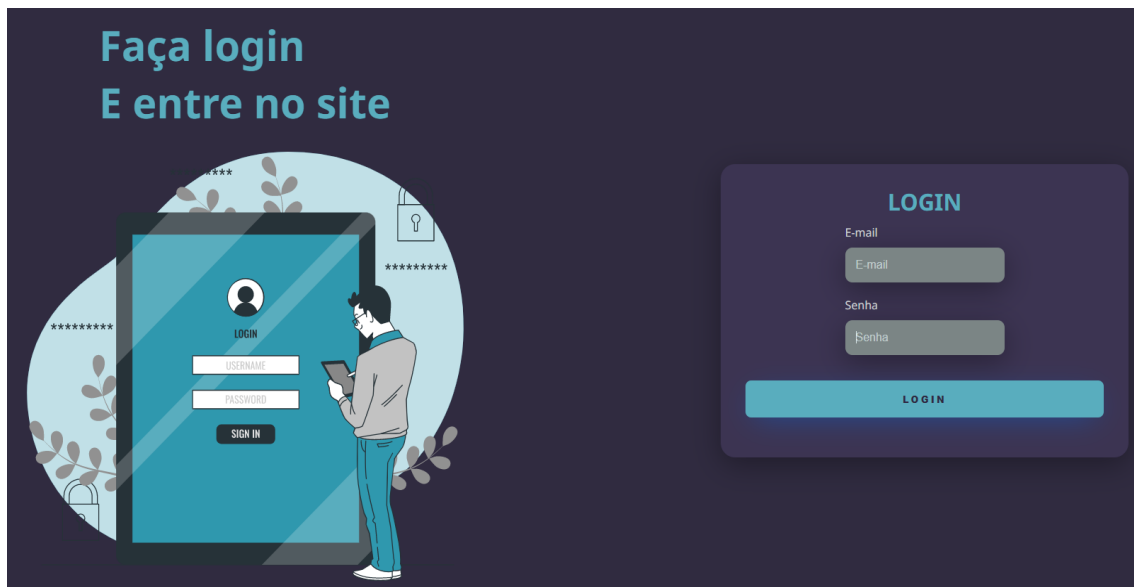 Faça login
E entre no site
*****
*********
*********
LOGIN
USERNAME
PASSWORD
SIGN IN
LOGIN
E-mail
E-mail
Senha
Senha
LOGIN